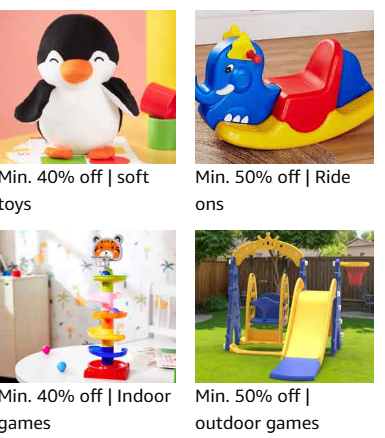 Min. 40% off | soft
toys
Min. 50% off | Ride
ons
Min. 40% off | Indoor
games
Min. 50% off |
outdoor games